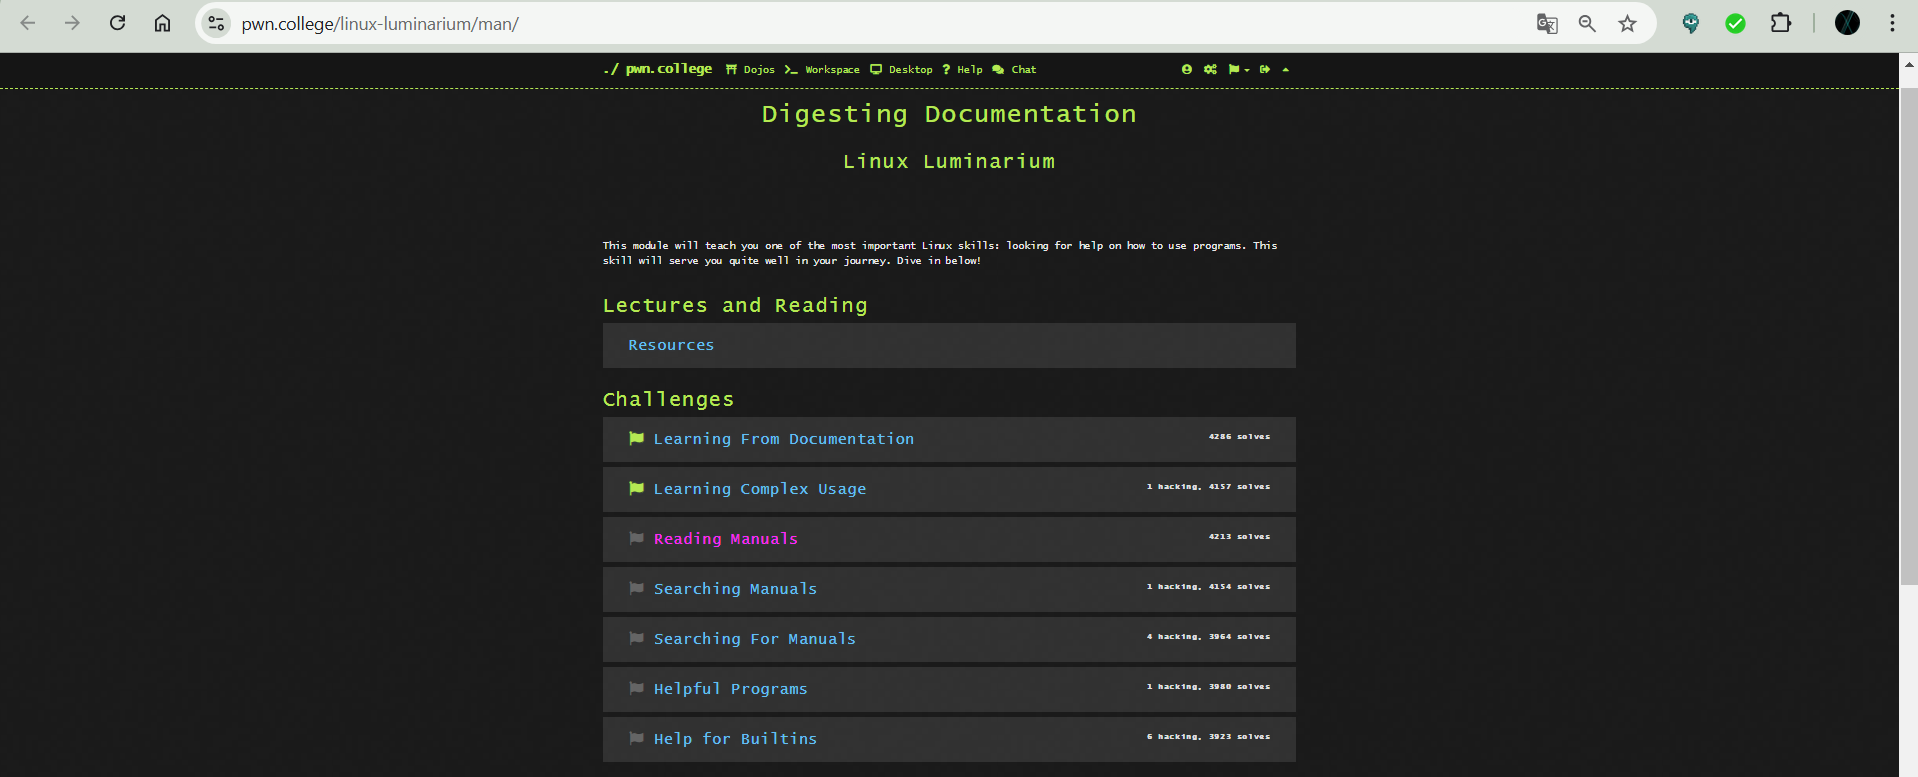 pwn.college/linux-luminarium/man/
./ pwn.college Dojos Workspace Desktop ? Help Chat
Digesting Documentation
Linux Luminarium
This module will teach you one of the most important Linux skills: looking for help on how to use programs. This
skill will serve you quite well in your journey. Dive in below!
Lectures and Reading
Resources
Challenges
Learning From Documentation 4286 solves
Learning Complex Usage 1 hacking, 4157 solves
Reading Manuals 4213 solves
Searching Manuals 1 hacking, 4154 solves
Searching For Manuals 4 hacking, 3964 solves
Helpful Programs 1 hacking, 3980 solves
Help for Builtins 6 hacking, 3923 solves